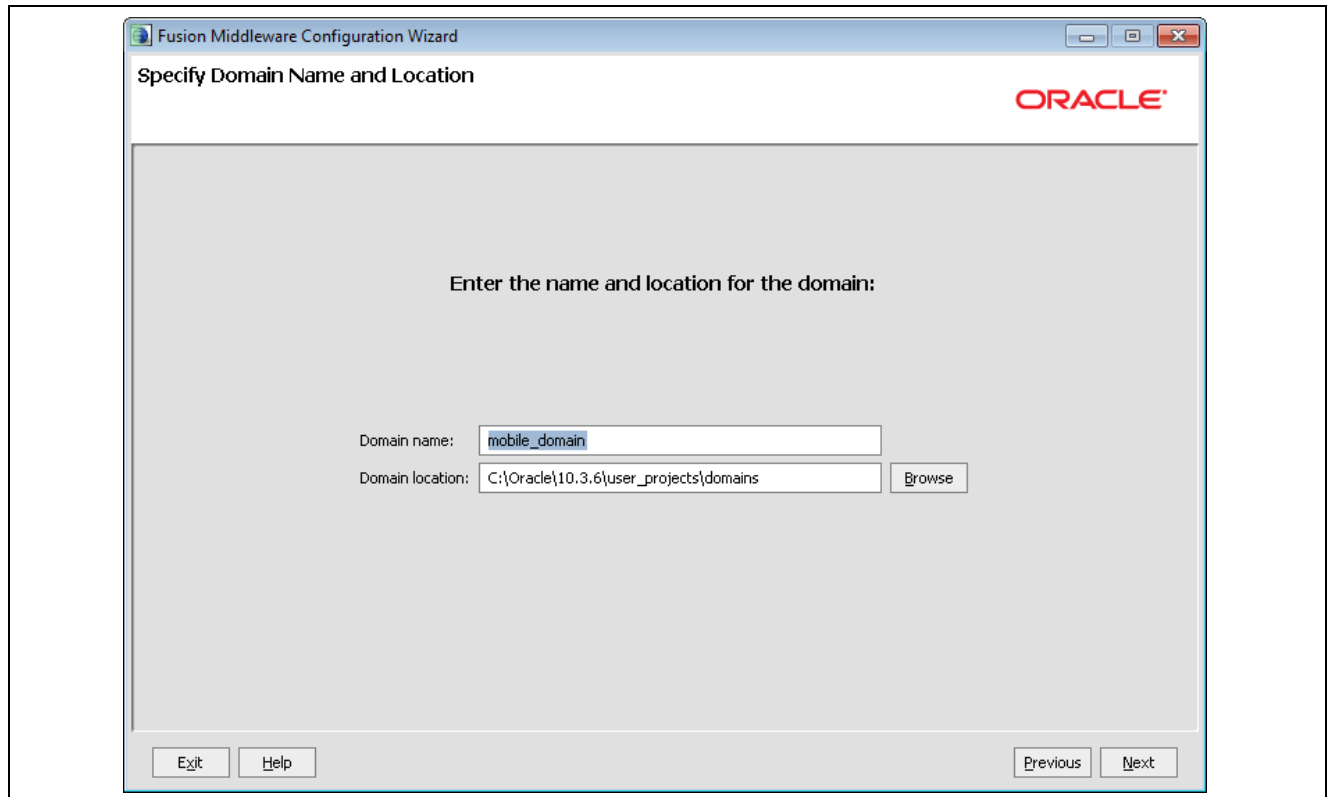 Fusion Middleware Configuration Wizard
Specify Domain Name and Location
ORACLE
Enter the name and location for the domain:
Domain name: mobile_domain
Domain location: C:\Oracle\10.3.6\user_projects\domains Browse
Exit Help Previous Next